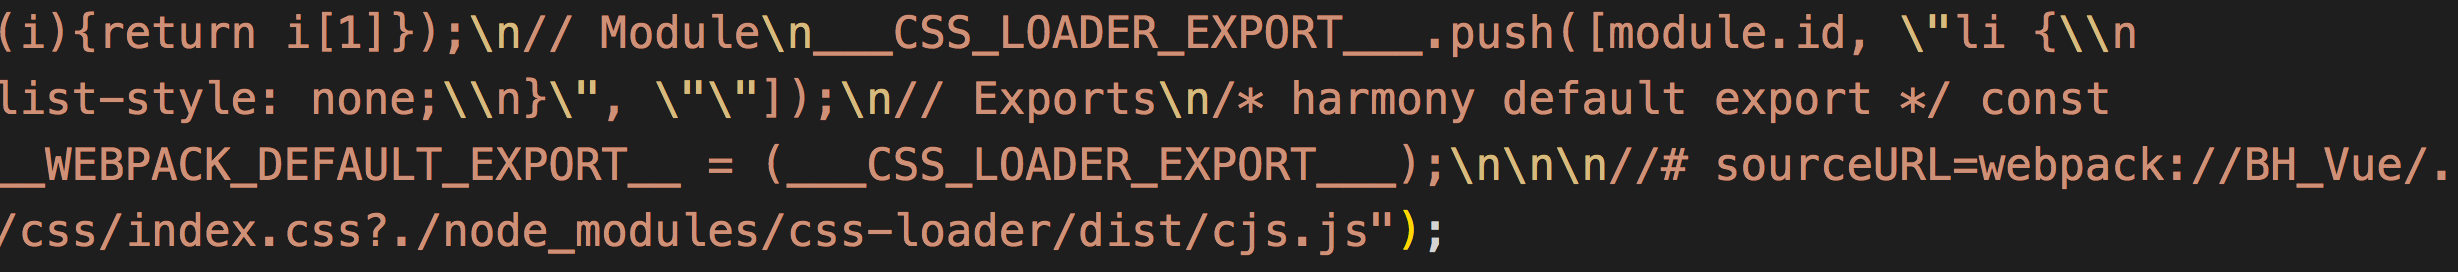 (i){return i[1]});\n// Module\n___CSS_LOADER_EXPORT___.push([module.id, \"li {\\n
list-style: none;\\n}\", \"\"]);\n// Exports\n/* harmony default export */ const
__WEBPACK_DEFAULT_EXPORT__ = (___CSS_LOADER_EXPORT___);\n\n\n//# sourceURL=webpack://BH_Vue/.
/css/index.css?./node_modules/css-loader/dist/cjs.js");